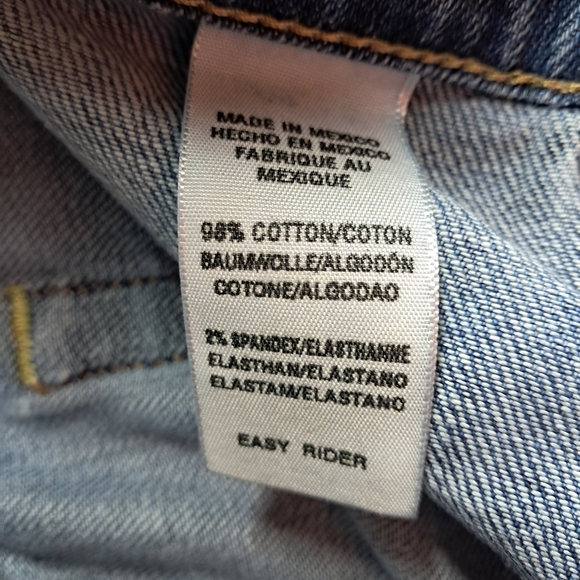 MADE IN MEXICO
HECHO EN MEXICO
FABRIQUE AU
MEXIQUE
98% COTTON/COTON
BAUMWOLLE/ALGODÓN
COTONE/ALGODAO
2% SPANDEX/ELASTHANNE
ELASTHAN/ELASTANO
ELASTAM/ELASTANO
EASY RIDER